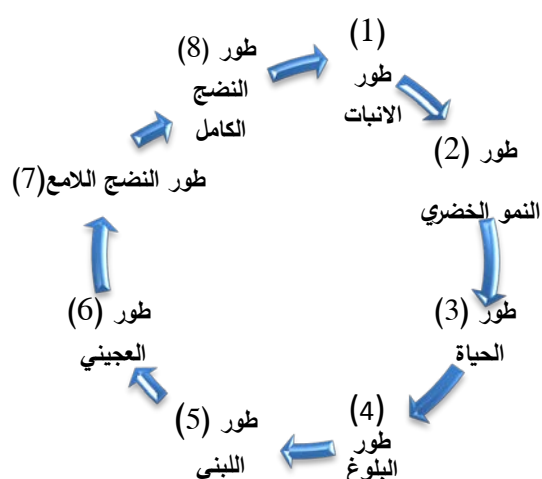 (1)
طور
الانبات
طور (2)
النمو الخضري
طور (3)
الحياة
(4)
طور
البلوغ
طور (5)
اللبني
طور (6)
العجيني
طور النضج اللامع(7)
طور (8)
النضج
الكامل